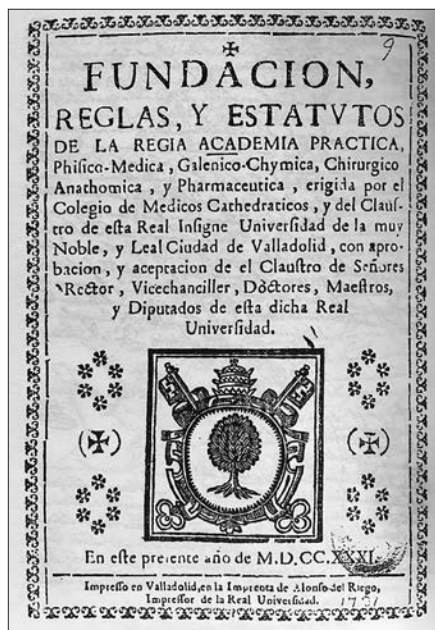 ✠
9
FUNDACION,
REGLAS, Y ESTATVTOS
DE LA REGIA ACADEMIA PRACTICA,
Phisico-Medica, Galenico-Chymica, Chirurgico
Anathomica, y Pharmaceutica, erigida por el
Colegio de Medicos Cathedraticos, y del Clauſ-
tro de eſta Real Inſigne Univerſidad de la muy
Noble, y Leal Ciudad de Valladolid, con apro-
bacion, y aceptacion de el Clauſtro de Señores
Rector, Vicechanciller, Doctores, Maeſtros,
y Diputados de eſta dicha Real
Univerſidad.
(✠) (✠)
En eſte preſente año de M.D.CC.XXXI.
Impreſſo en Valladolid, en la Imprenta de Alonſo del Riego,
Impreſſor de la Real Univerſidad. 1731